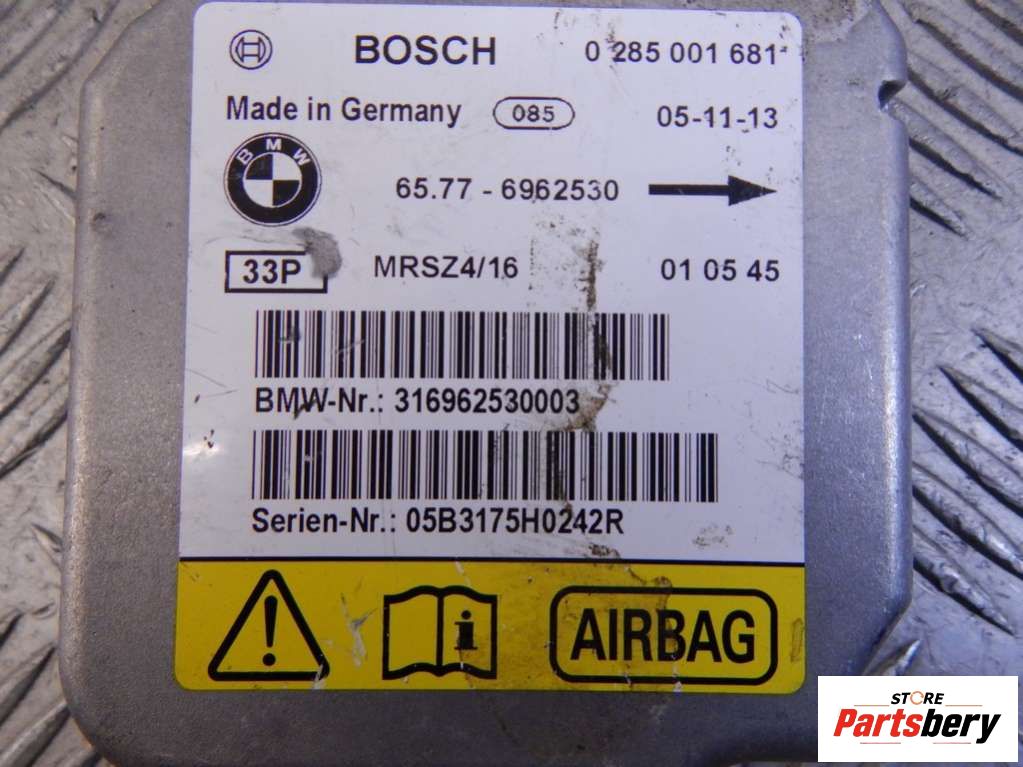 BOSCH 0 285 001 681
Made in Germany 085 05-11-13
BMW
65.77 - 6962530
33P MRSZ4/16 01 05 45
BMW-Nr.: 316962530003
Serien-Nr.: 05B3175H0242R
i AIRBAG
STORE
Partsbery